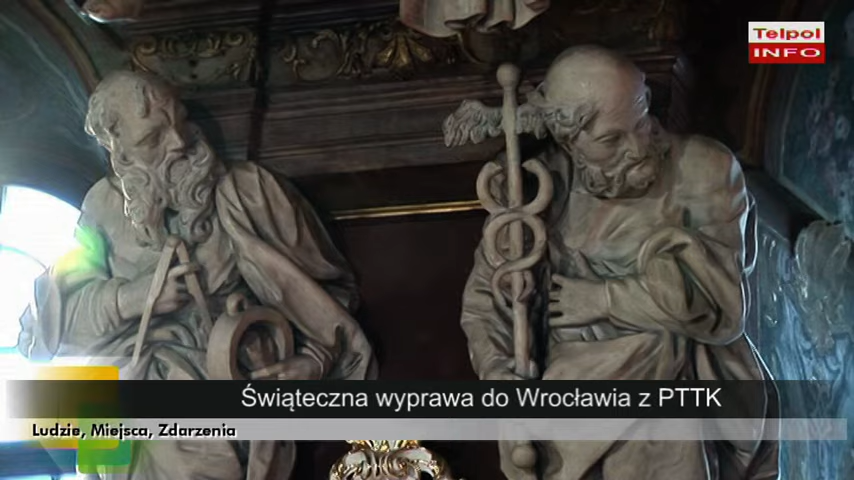 Telpol
INFO
Świąteczna wyprawa do Wrocławia z PTTK
Ludzie, Miejsca, Zdarzenia